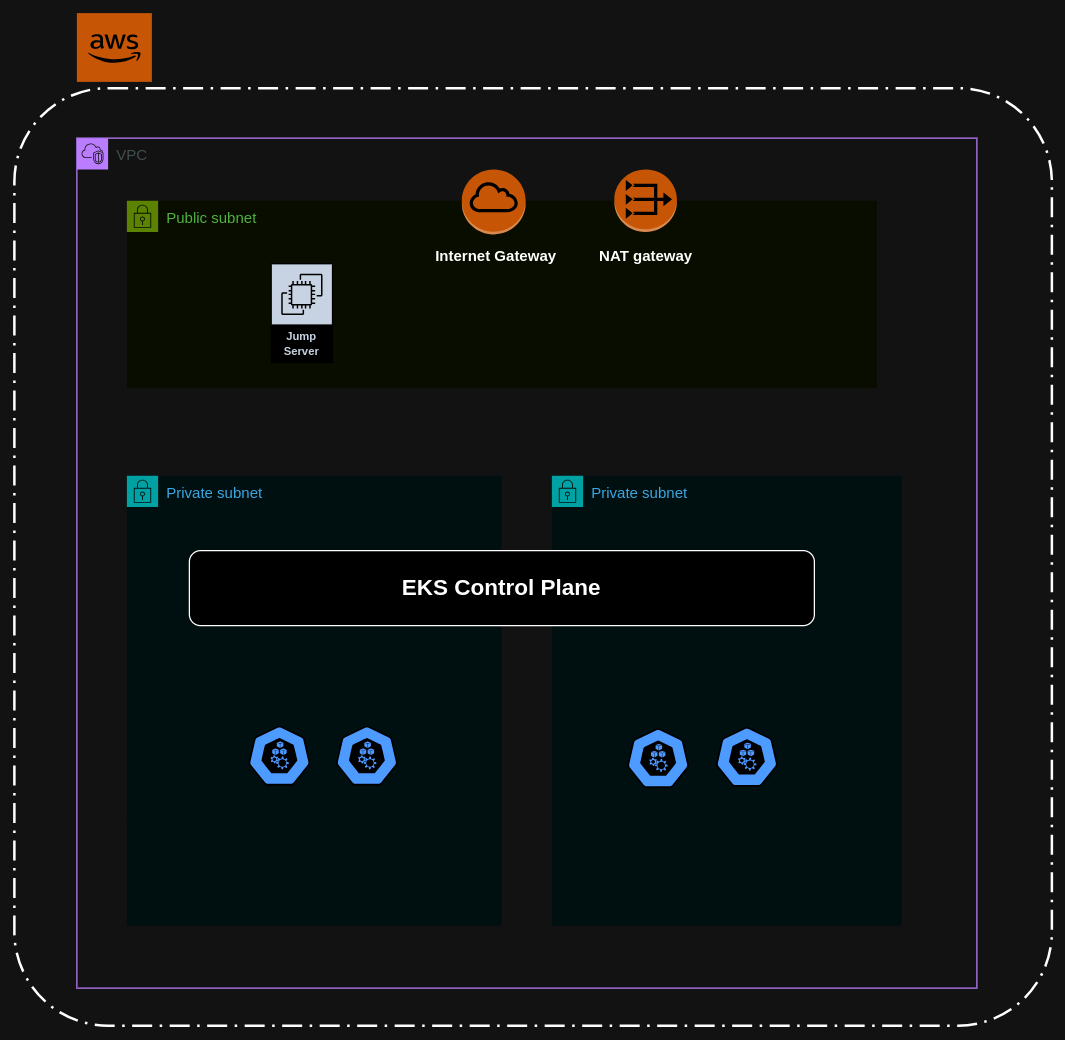 aws
VPC
Public subnet
Internet Gateway
NAT gateway
Jump
Server
Private subnet
Private subnet
EKS Control Plane